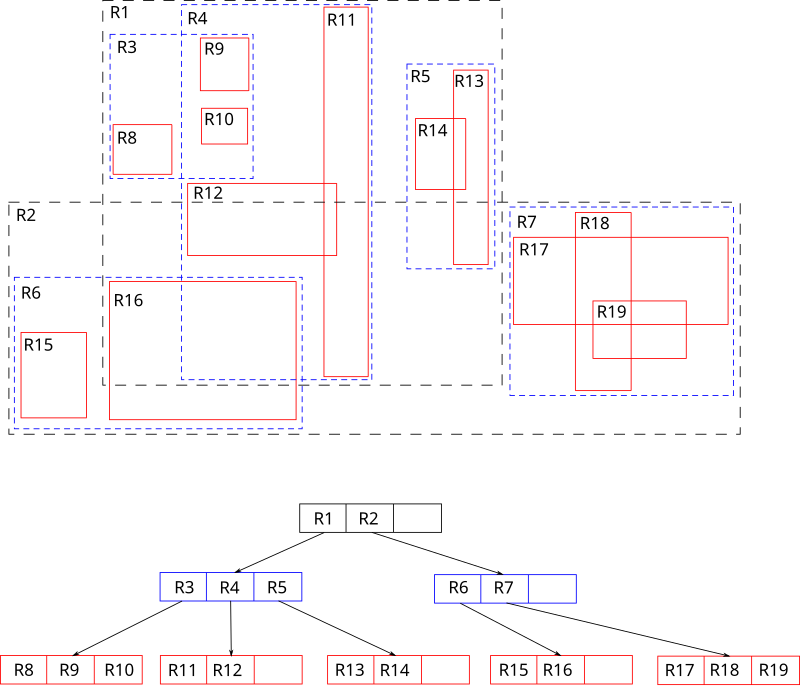 R1
R4
R11
R3
R9
R5
R13
R10
R14
R8
R12
R2
R7
R18
R17
R6
R16
R19
R15
R1 R2
R3 R4 R5
R6 R7
R8 R9 R10
R11 R12
R13 R14
R15 R16
R17 R18 R19